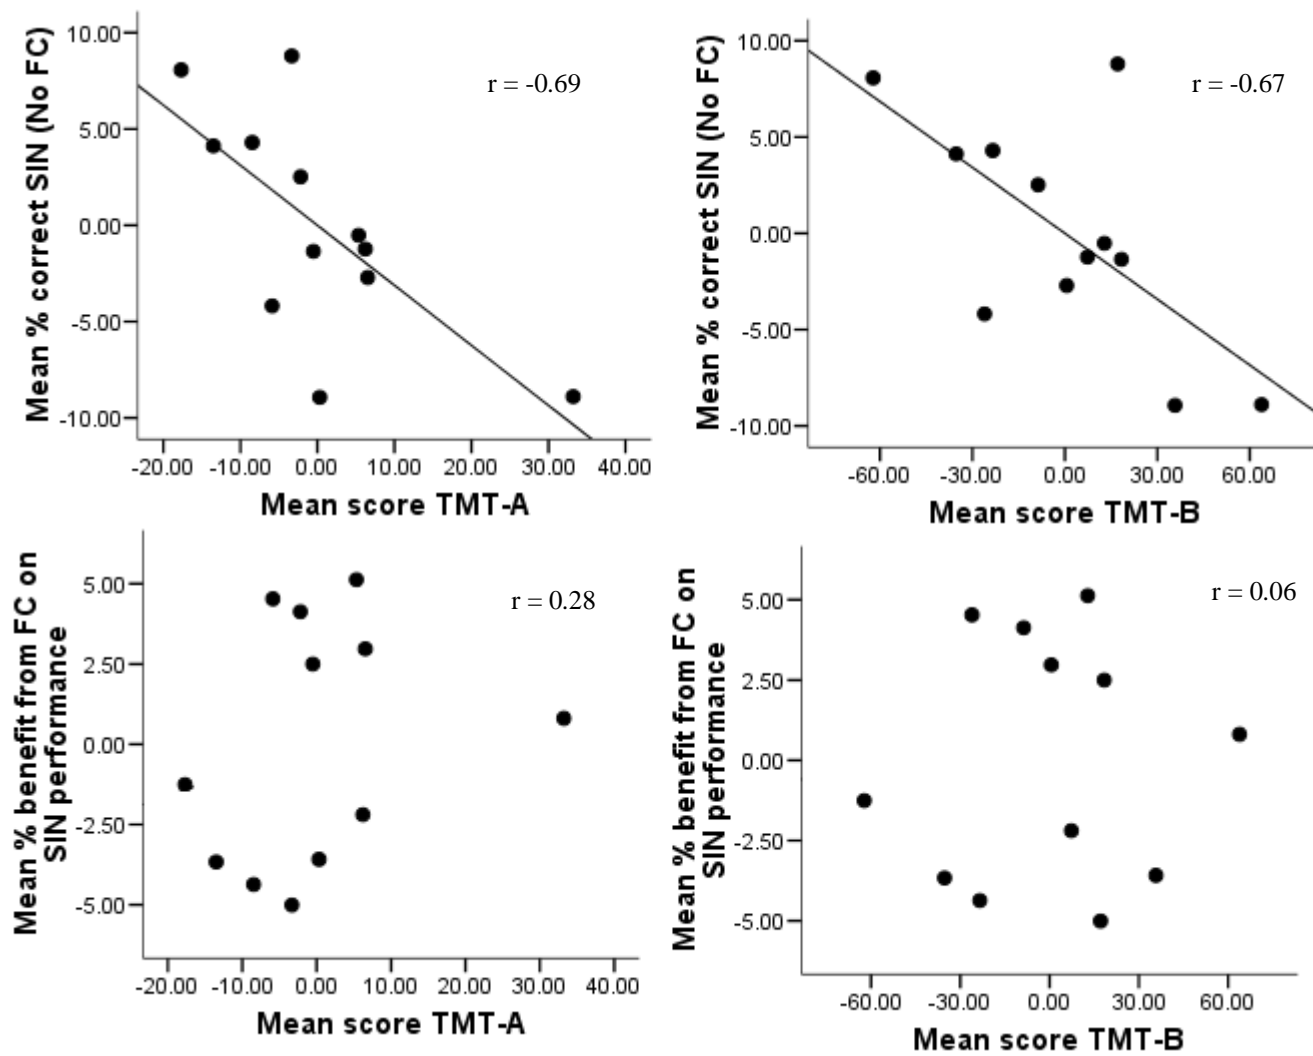 Mean % correct SIN (No FC)
10.00
5.00
0.00
-5.00
-10.00
r = -0.69
-20.00 -10.00 0.00 10.00 20.00 30.00 40.00
Mean score TMT-A
Mean % correct SIN (No FC)
10.00
5.00
0.00
-5.00
-10.00
r = -0.67
-60.00 -30.00 0.00 30.00 60.00
Mean score TMT-B
Mean % benefit from FC on
SIN performance
5.00
2.50
0.00
-2.50
-5.00
r = 0.28
-20.00 -10.00 0.00 10.00 20.00 30.00 40.00
Mean score TMT-A
Mean % benefit from FC on
SIN performance
5.00
2.50
0.00
-2.50
-5.00
r = 0.06
-60.00 -30.00 0.00 30.00 60.00
Mean score TMT-B